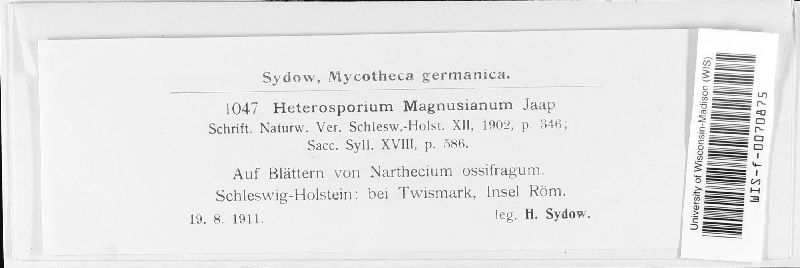 Sydow, Mycotheca germanica.
1047 Heterosporium Magnusianum Jaap
Schrift. Naturw. Ver. Schlesw.-Holst. XII, 1902, p. 346;
Sacc. Syll. XVIII, p. 586.
Auf Blättern von Narthecium ossifragum.
Schleswig-Holstein: bei Twismark, Insel Röm.
19. 8. 1911. leg. H. Sydow.
University of Wisconsin-Madison (WIS)
WIS-f-0070875